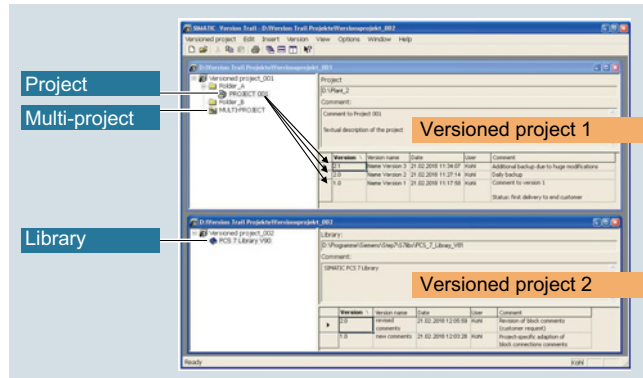 SIMATIC Version Trail - D:\Version Trail Projekte\Versionsprojekt_002
Versioned project Edit Insert Version View Options Window Help
Project
Multi-project
Library
Versioned project_001
Folder_A
PROJECT 001
Folder_B
MULTI-PROJECT
Project
D:\Plant_2
Comment:
Comment to Project 001
Textual description of the project
Versioned project 1
Version Version name Date User Comment
2.1 Name Version 3 21.02.2018 11:34:07 Kohl Additional backup due to huge modifications
2.0 Name Version 2 21.02.2018 11:27:14 Kohl Daily backup
1.0 Name Version 1 21.02.2018 11:17:58 Kohl Comment to version 1
Status: first delivery to end customer
D:\Version Trail Projekte\Versionsprojekt_002
Versioned project_002
PCS 7 Library V90
Library:
D:\Programme\Siemens\Step7\S7libs\PCS_7_Library_V91
Comment:
SIMATIC PCS 7 Library
Versioned project 2
Version Version name Date User Comment
2.0 revised comments 21.02.2018 12:05:59 Kohl Revision of block comments
(customer request)
1.0 new comments 21.02.2018 12:03:28 Kohl Project-specific adaption of
block connections comments
Ready
Kohl